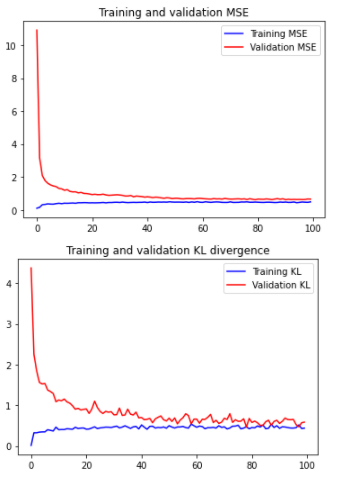 Training and validation MSE
Training MSE
Validation MSE
10
8
6
4
2
0
0 20 40 60 80 100
Training and validation KL divergence
Training KL
Validation KL
4
3
2
1
0
0 20 40 60 80 100